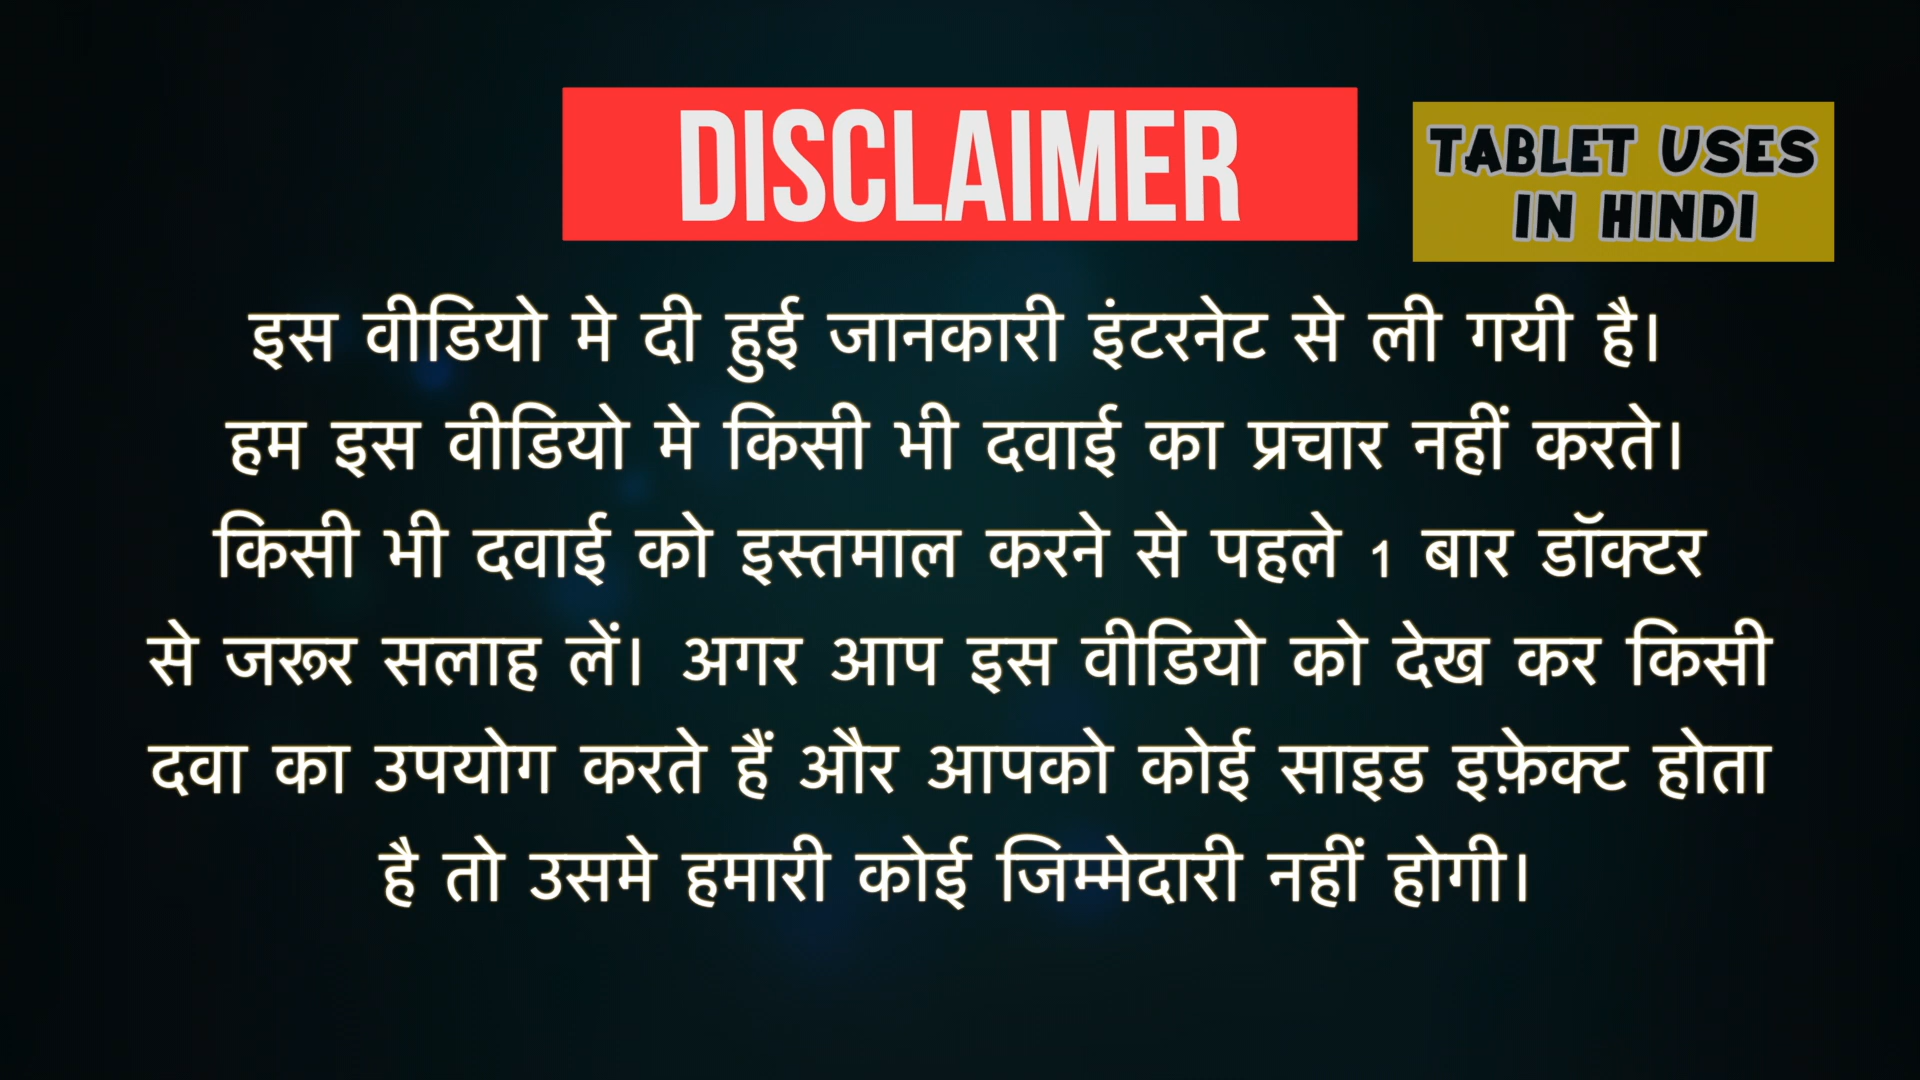 DISCLAIMER
TABLET USES
IN HINDI
इस वीडियो मे दी हुई जानकारी इंटरनेट से ली गयी है।
हम इस वीडियो मे किसी भी दवाई का प्रचार नहीं करते।
किसी भी दवाई को इस्तमाल करने से पहले 1 बार डॉक्टर
से जरूर सलाह लें। अगर आप इस वीडियो को देख कर किसी
दवा का उपयोग करते हैं और आपको कोई साइड इफ़ेक्ट होता
है तो उसमे हमारी कोई जिम्मेदारी नहीं होगी।